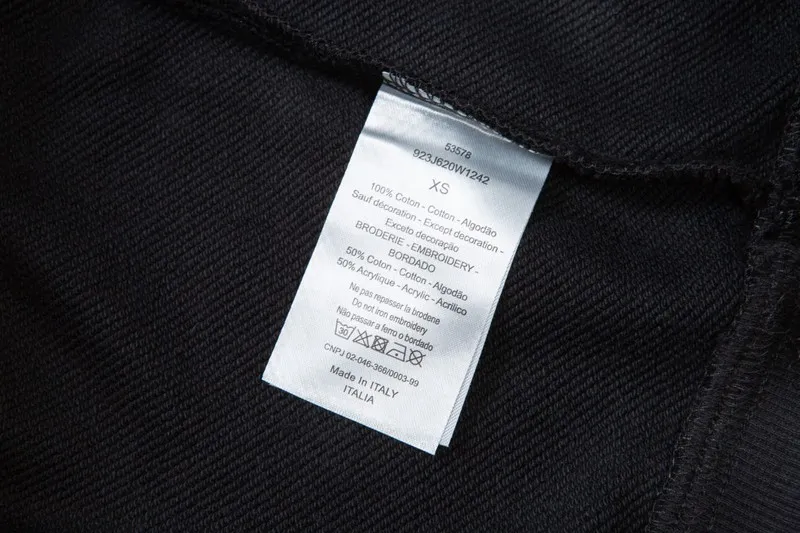 53578
923J620W1242
XS
100% Coton - Cotton - Algodão
Sauf décoration - Except decoration -
Exceto decoração
BRODERIE - EMBROIDERY -
BORDADO
50% Coton - Cotton - Algodão
50% Acrylique - Acrylic - Acrilico
Ne pas repasser la broderie
Do not iron embroidery
Não passar a ferro o bordado
30
CNPJ 02-046-366/0003-99
Made In ITALY
ITALIA